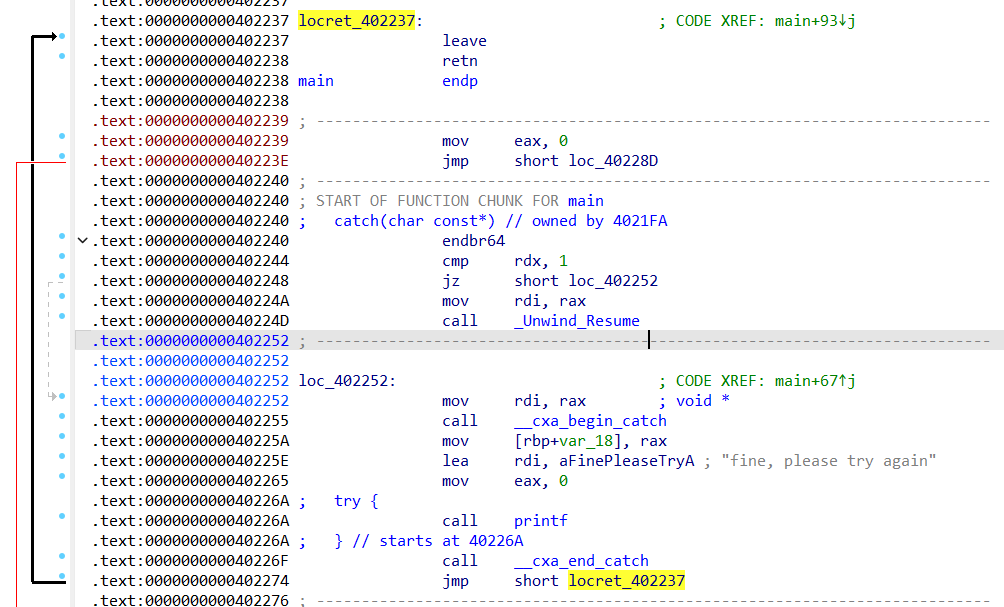 .text:0000000000402237
.text:0000000000402237 locret_402237: ; CODE XREF: main+93↓j
.text:0000000000402237 leave
.text:0000000000402238 retn
.text:0000000000402238 main endp
.text:0000000000402238
.text:0000000000402239 ; ---------------------------------------------------------------------------
.text:0000000000402239 mov eax, 0
.text:000000000040223E jmp short loc_40228D
.text:0000000000402240 ; ---------------------------------------------------------------------------
.text:0000000000402240 ; START OF FUNCTION CHUNK FOR main
.text:0000000000402240 ; catch(char const*) // owned by 4021FA
.text:0000000000402240 endbr64
.text:0000000000402244 cmp rdx, 1
.text:0000000000402248 jz short loc_402252
.text:000000000040224A mov rdi, rax
.text:000000000040224D call _Unwind_Resume
.text:0000000000402252 ; ---------------------------------------------------------------------------
.text:0000000000402252
.text:0000000000402252 loc_402252: ; CODE XREF: main+67↑j
.text:0000000000402252 mov rdi, rax ; void *
.text:0000000000402255 call __cxa_begin_catch
.text:000000000040225A mov [rbp+var_18], rax
.text:000000000040225E lea rdi, aFinePleaseTryA ; "fine, please try again"
.text:0000000000402265 mov eax, 0
.text:000000000040226A ; try {
.text:000000000040226A call printf
.text:000000000040226A ; } // starts at 40226A
.text:000000000040226F call __cxa_end_catch
.text:0000000000402274 jmp short locret_402237
.text:0000000000402276 ; ---------------------------------------------------------------------------